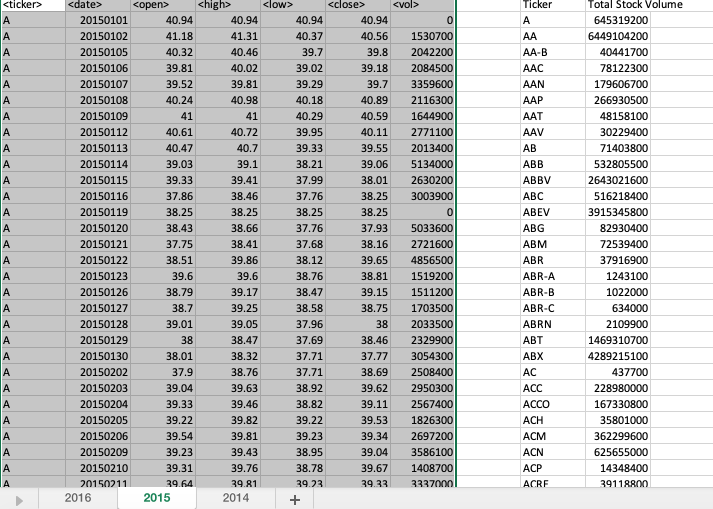 <ticker> <date> <open> <high> <low> <close> <vol> Ticker Total Stock Volume
A 20150101 40.94 40.94 40.94 40.94 0 A 645319200
A 20150102 41.18 41.31 40.37 40.56 1530700 AA 6449104200
A 20150105 40.32 40.46 39.7 39.8 2042200 AA-B 40441700
A 20150106 39.81 40.02 39.02 39.18 2084500 AAC 78122300
A 20150107 39.52 39.81 39.29 39.7 3359600 AAN 179606700
A 20150108 40.24 40.98 40.18 40.89 2116300 AAP 266930500
A 20150109 41 41 40.29 40.59 1644900 AAT 48158100
A 20150112 40.61 40.72 39.95 40.11 2771100 AAV 30229400
A 20150113 40.47 40.7 39.33 39.55 2013400 AB 71403800
A 20150114 39.03 39.1 38.21 39.06 5134000 ABB 532805500
A 20150115 39.33 39.41 37.99 38.01 2630200 ABBV 2643021600
A 20150116 37.86 38.46 37.76 38.25 3003900 ABC 516218400
A 20150119 38.25 38.25 38.25 38.25 0 ABEV 3915345800
A 20150120 38.43 38.66 37.76 37.93 5033600 ABG 82930400
A 20150121 37.75 38.41 37.68 38.16 2721600 ABM 72539400
A 20150122 38.51 39.86 38.12 39.65 4856500 ABR 37916900
A 20150123 39.6 39.6 38.76 38.81 1519200 ABR-A 1243100
A 20150126 38.79 39.17 38.47 39.15 1511200 ABR-B 1022000
A 20150127 38.7 39.25 38.58 38.75 1703500 ABR-C 634000
A 20150128 39.01 39.05 37.96 38 2033500 ABRN 2109900
A 20150129 38 38.47 37.69 38.46 2329900 ABT 1469310700
A 20150130 38.01 38.32 37.71 37.77 3054300 ABX 4289215100
A 20150202 37.9 38.76 37.71 38.69 2508400 AC 437700
A 20150203 39.04 39.63 38.92 39.62 2950300 ACC 228980000
A 20150204 39.33 39.46 38.82 39.11 2567400 ACCO 167330800
A 20150205 39.22 39.82 39.22 39.53 1826300 ACH 35801000
A 20150206 39.54 39.81 39.23 39.34 2697200 ACM 362299600
A 20150209 39.23 39.43 38.95 39.04 3586100 ACN 625655000
A 20150210 39.31 39.76 38.78 39.67 1408700 ACP 14348400
A 20150211 39.64 39.81 39.23 39.33 3337000 ACRE 39118800
2016 2015 2014 +